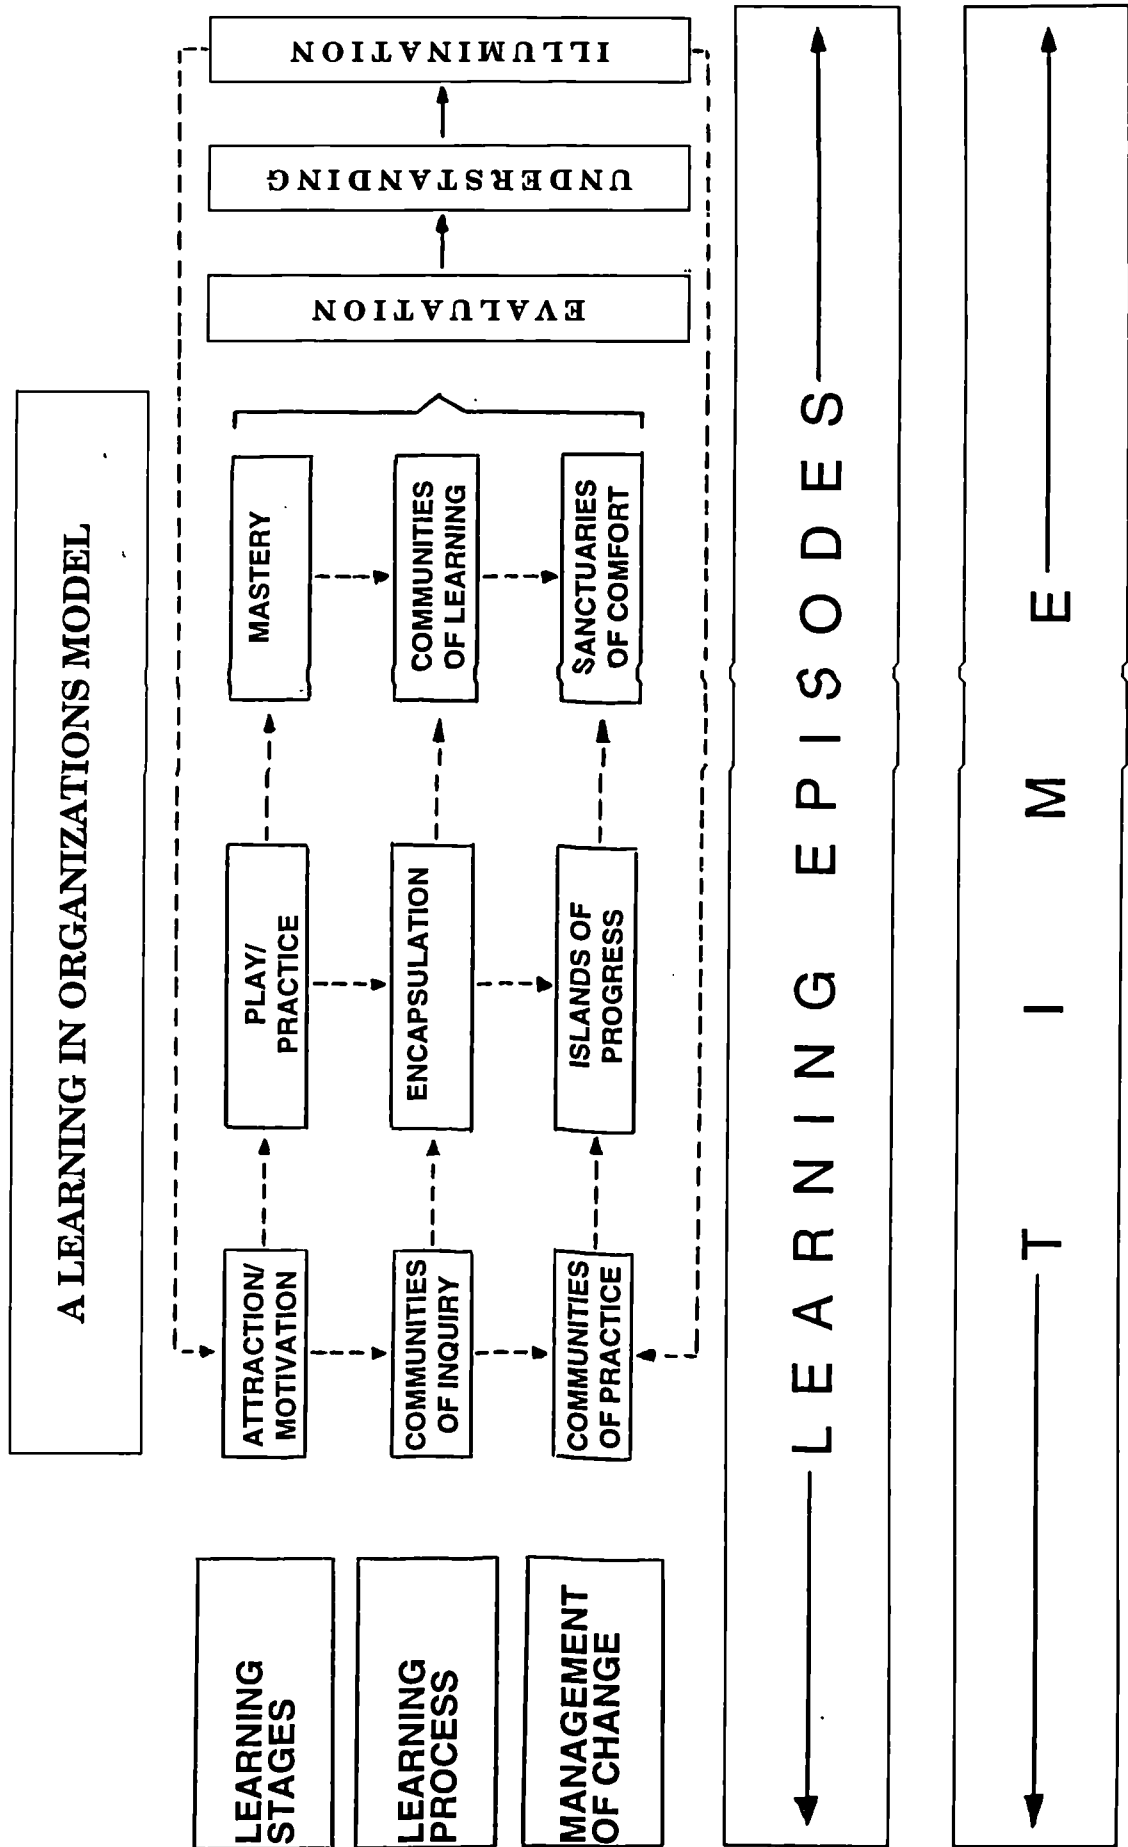 A LEARNING IN ORGANIZATIONS MODEL
LEARNING
STAGES
ATTRACTION/
MOTIVATION
PLAY/
PRACTICE
MASTERY
LEARNING
PROCESS
COMMUNITIES
OF INQUIRY
ENCAPSULATION
COMMUNITIES
OF LEARNING
MANAGEMENT
OF CHANGE
COMMUNITIES
OF PRACTICE
ISLANDS OF
PROGRESS
SANCTUARIES
OF COMFORT
EVALUATION
UNDERSTANDING
ILLUMINATION
LEARNING EPISODES
TIME